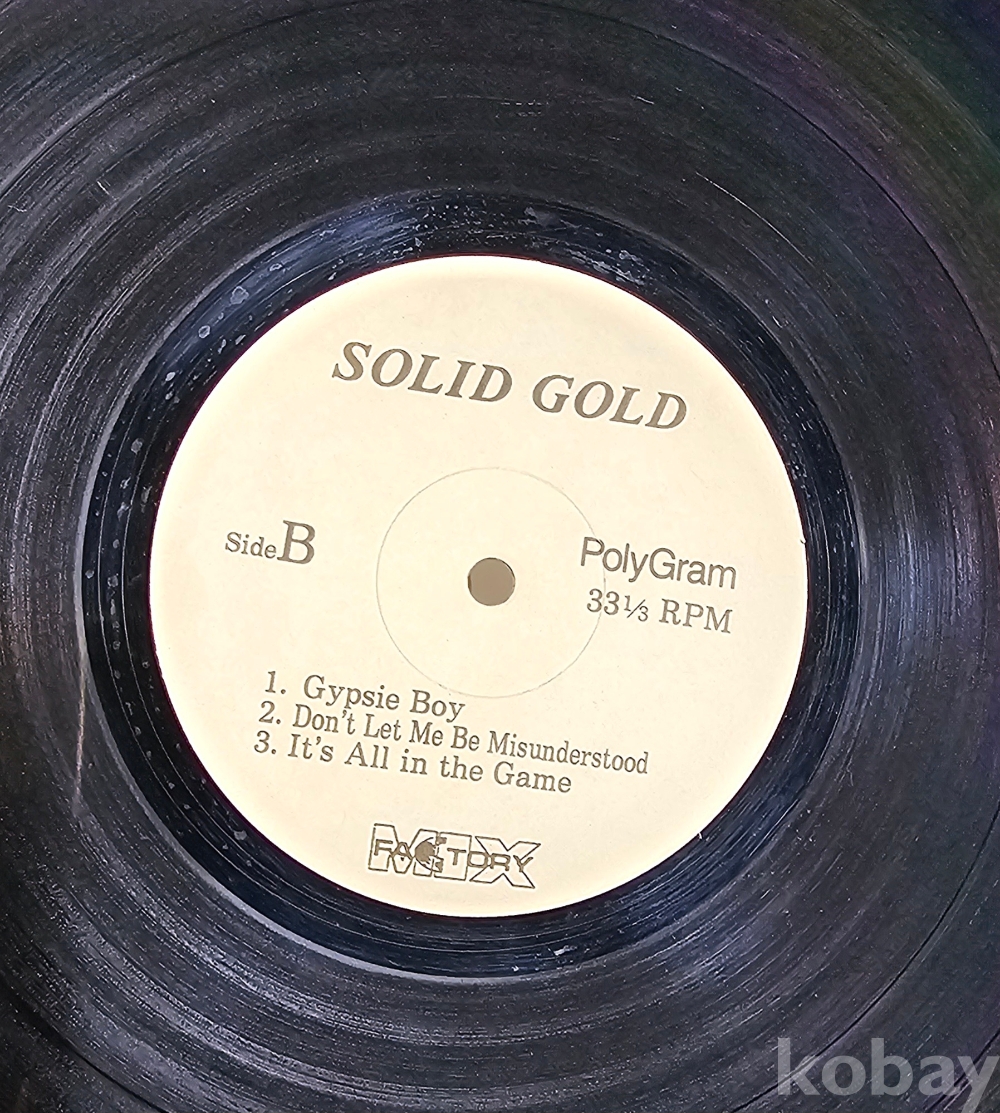 SOLID GOLD
Side B
PolyGram
33⅓ RPM
1. Gypsie Boy
2. Don't Let Me Be Misunderstood
3. It's All in the Game
MIX
FACTORY
kobay